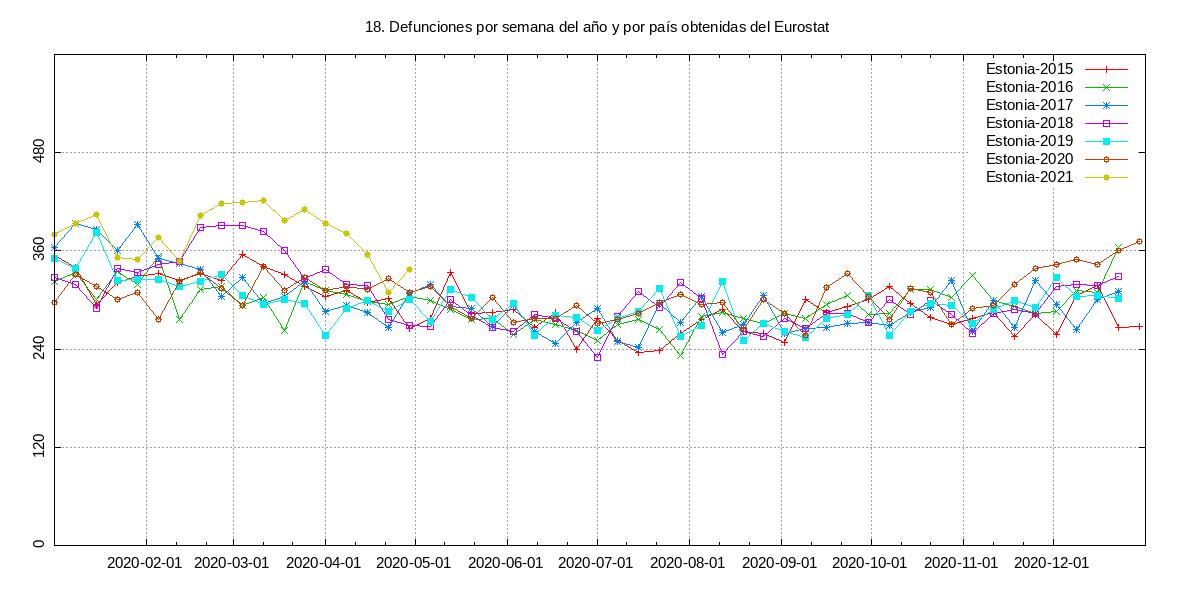 18. Defunciones por semana del año y por país obtenidas del Eurostat
Estonia-2015
Estonia-2016
Estonia-2017
Estonia-2018
Estonia-2019
Estonia-2020
Estonia-2021
480
360
240
120
0
2020-02-01 2020-03-01 2020-04-01 2020-05-01 2020-06-01 2020-07-01 2020-08-01 2020-09-01 2020-10-01 2020-11-01 2020-12-01